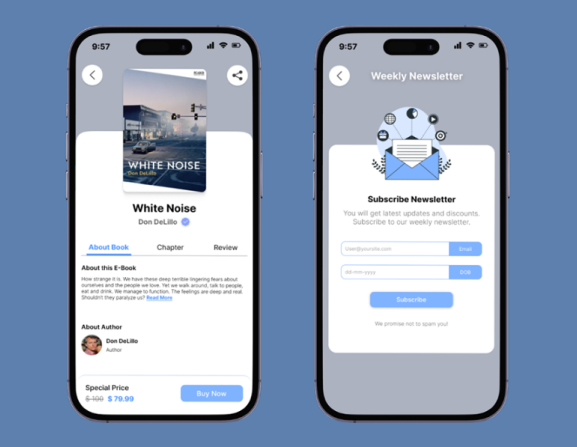 9:57
WHITE NOISE
Don DeLillo
White Noise
Don DeLillo
About Book
Chapter
Review
About this E-Book
How strange it is. We have these deep terrible lingering fears about
ourselves and the people we love. Yet we walk around, talk to people,
eat and drink. We manage to function. The feelings are deep and real.
Shouldn't they paralyze us? Read More
About Author
Don DeLillo
Author
Special Price
$ 100 $ 79.99
Buy Now
9:57
Weekly Newsletter
Subscribe Newsletter
You will get latest updates and discounts.
Subscribe to our weekly newsletter.
User@yoursite.com
Email
dd-mm-yyyy
DOB
Subscribe
We promise not to spam you!